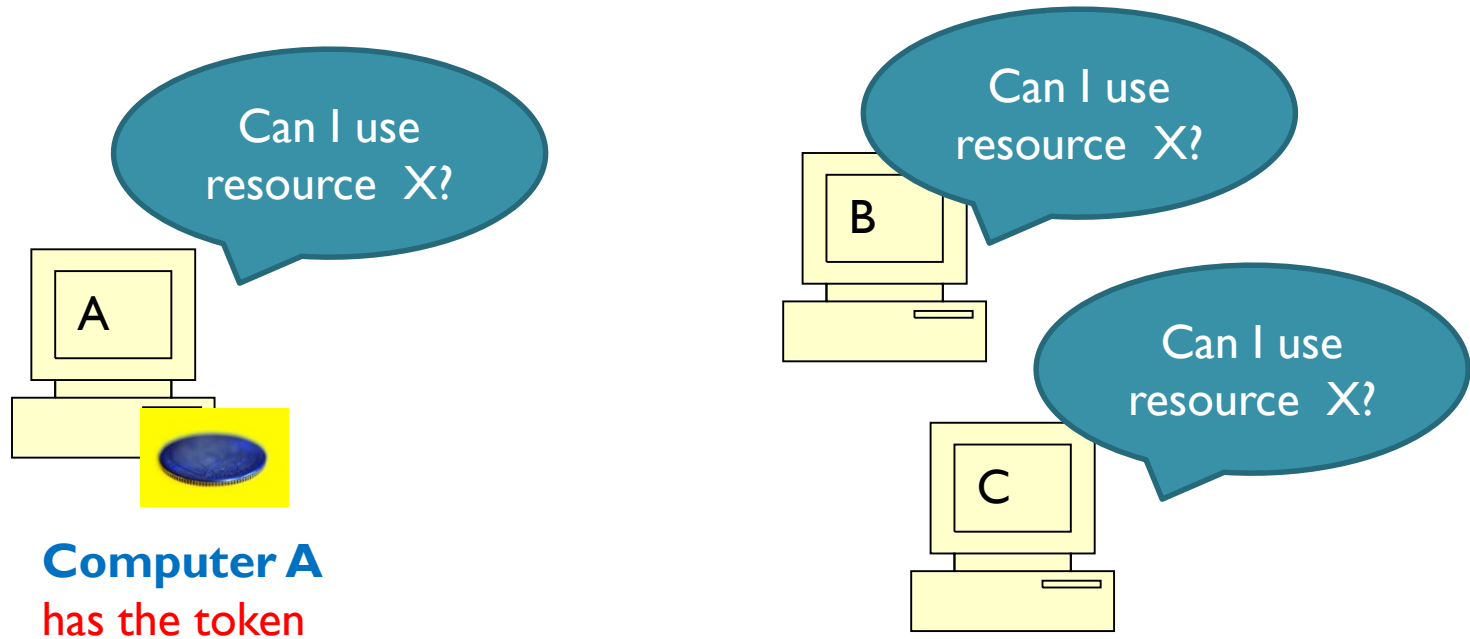 Can I use
resource X?
A
Computer A
has the token
Can I use
resource X?
B
Can I use
resource X?
C